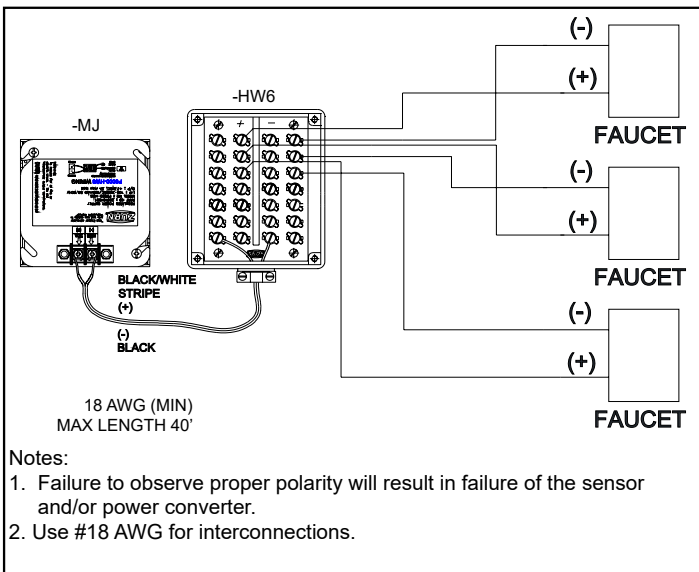 (-)
(+)
FAUCET
-HW6
-MJ
+ −
ZURN
(-)
(+)
FAUCET
BLACK/WHITE
STRIPE
(+)
(-)
BLACK
(-)
(+)
FAUCET
18 AWG (MIN)
MAX LENGTH 40'
Notes:
1. Failure to observe proper polarity will result in failure of the sensor
and/or power converter.
2. Use #18 AWG for interconnections.